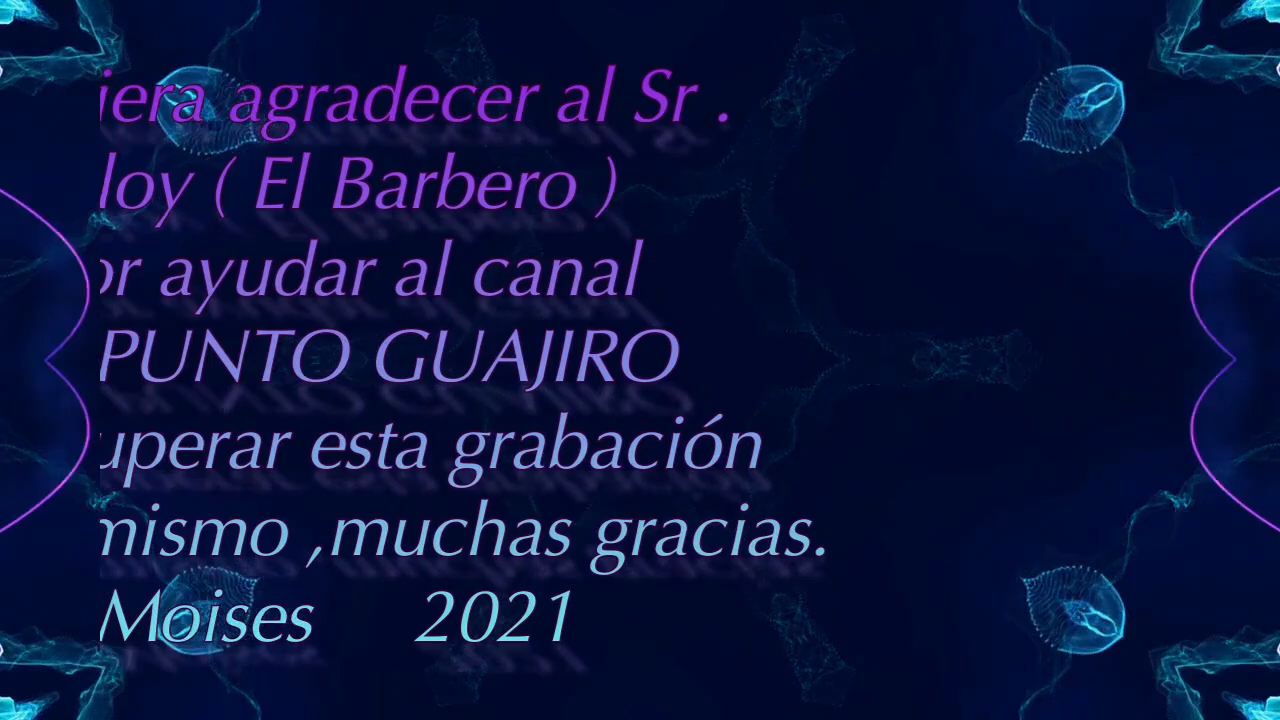 iera agradecer al Sr .
loy ( El Barbero )
or ayudar al canal
PUNTO GUAJIRO
uperar esta grabación
mismo ,muchas gracias.
Moises 2021